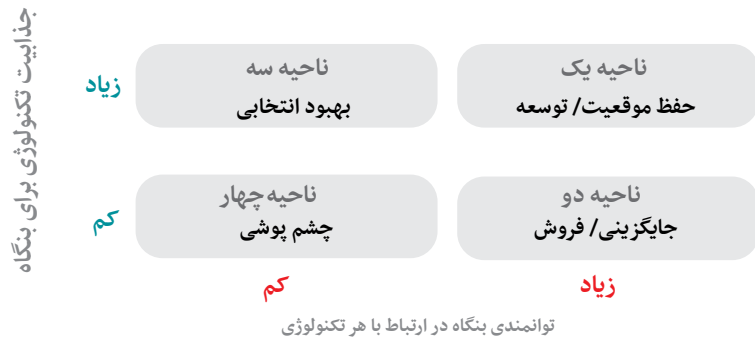 جذابیت تکنولوژی برای بنگاه
زیاد
ناحیه یک
حفظ موقعیت/ توسعه
ناحیه سه
بهبود انتخابی
کم
ناحیه دو
جایگزینی/ فروش
ناحیه چهار
چشم پوشی
زیاد
کم
توانمندی بنگاه در ارتباط با هر تکنولوژی